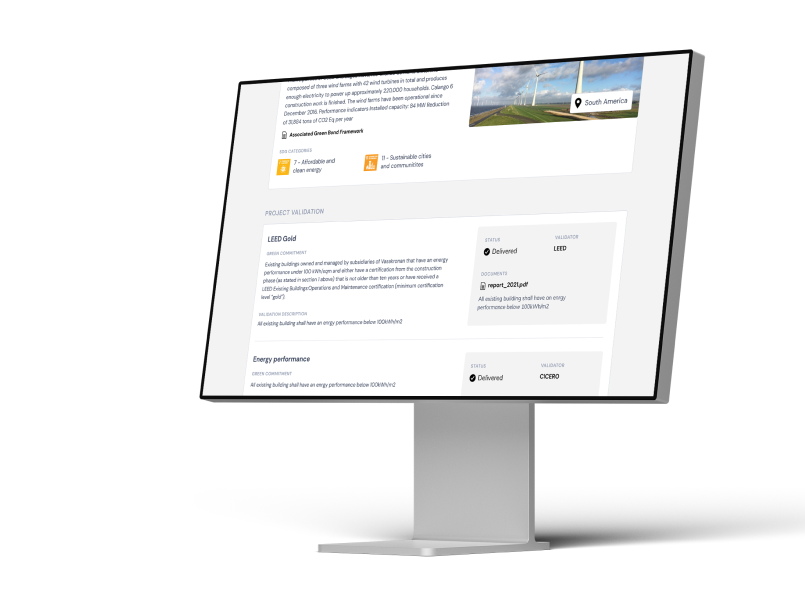 composed of three wind farms with 42 wind turbines in total and produces
enough electricity to power up approximately 220,000 households. Calango 6
construction work is finished. The wind farms have been operational since
December 2016. Performance Indicators Installed capacity: 84 MW Reduction
of 31,664 tons of CO2 Eq per year
Associated Green Bond Framework
South America
SDG CATEGORIES
7 - Affordable and
clean energy
11 - Sustainable cities
and communitites
PROJECT VALIDATION
LEED Gold
GREEN COMMITMENT
Existing buildings owned and managed by subsidiaries of Vasakronan that have an energy
performance under 100 kWh/sqm and either have a certification from the construction
phase (as stated in section 1 above) that is not older than ten years or have received a
LEED Existing Buildings:Operations and Maintenance certification (minimum certification
level "gold").
VALIDATION DESCRIPTION
All existing building shall have an enrgy performance below 100kWh/m2
STATUS
VALIDATOR
Delivered
LEED
DOCUMENTS
report_2021.pdf
All existing building shall have an enrgy
performance below 100kWh/m2
Energy performance
GREEN COMMITMENT
All existing building shall have an enrgy performance below 100kWh/m2
STATUS
VALIDATOR
Delivered
CICERO